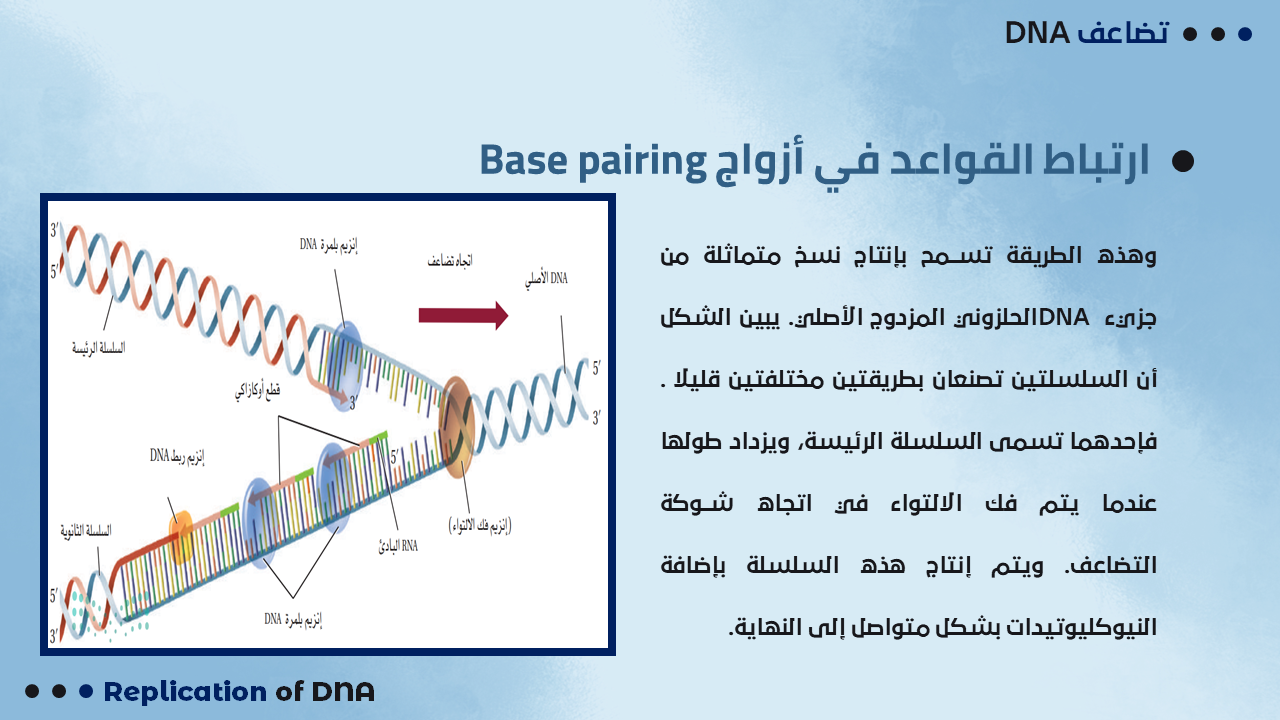 تضاعف DNA
ارتباط القواعد في أزواج Base pairing
وهذه الطريقة تسمح بإنتاج نسخ متماثلة من
جزيء DNAالحلزوني المزدوج الأصلي. يبين الشكل
أن السلسلتين تصنعان بطريقتين مختلفتين قليلا .
فإحدهما تسمى السلسلة الرئيسة، ويزداد طولها
عندما يتم فك الالتواء في اتجاه شوكة
التضاعف. ويتم إنتاج هذه السلسلة بإضافة
النيوكليوتيدات بشكل متواصل إلى النهاية.
3′
5′
إنزيم بلمرة DNA
اتجاه تضاعف
DNA الأصلي
السلسلة الرئيسة
قطع أوكازاكي
3′
5′
3′
إنزيم ربط DNA
5′
السلسلة الثانوية
(إنزيم فك الالتواء)
RNA البادئ
إنزيم بلمرة DNA
5′
3′
Replication of DNA